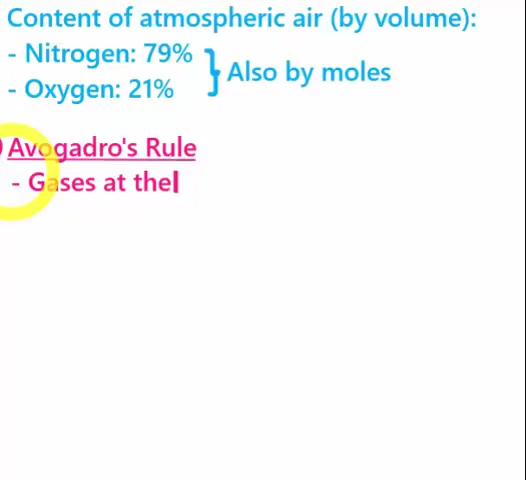 Content of atmospheric air (by volume):
- Nitrogen: 79%
- Oxygen: 21%
Also by moles
Avogadro's Rule
- Gases at the